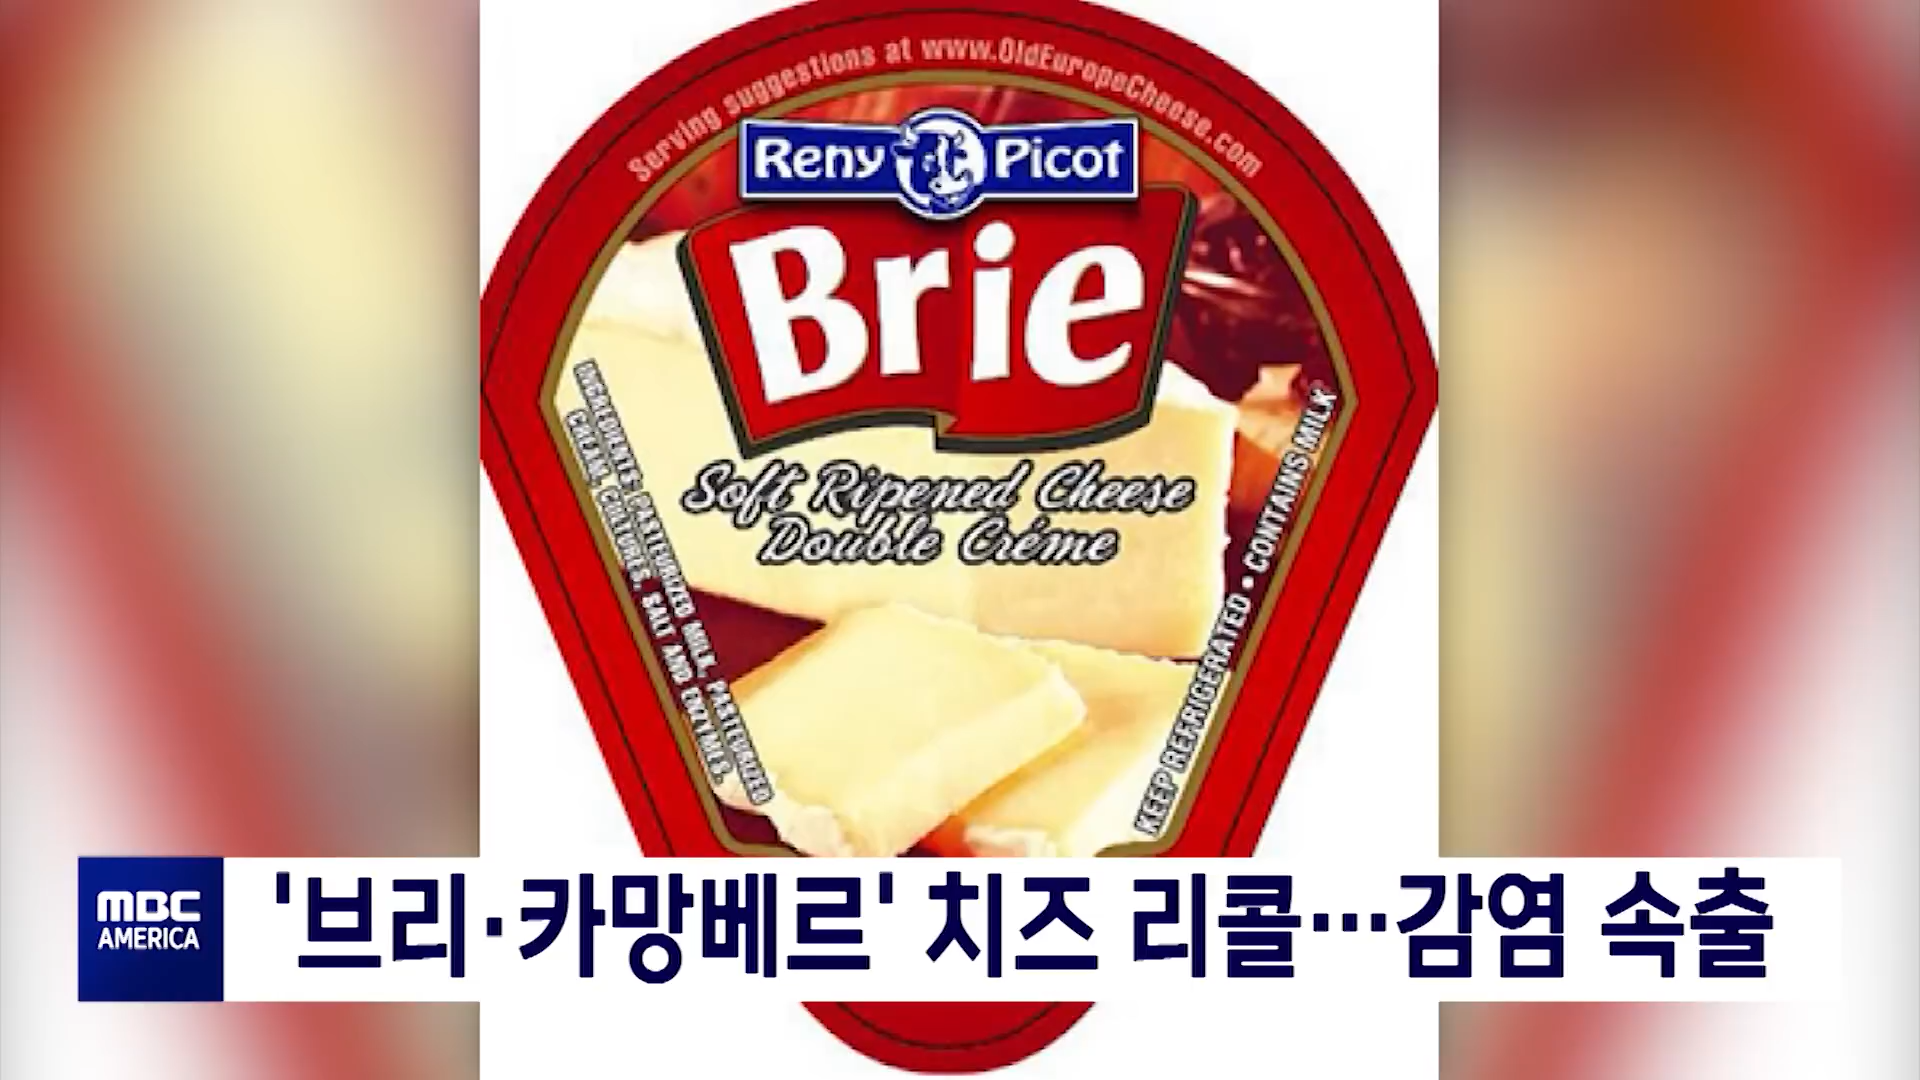 Serving suggestions at www.OldEuropeCheese.com
Reny Picot
Brie
Soft Ripened Cheese
Double Créme
INGREDIENTS: PASTEURIZED MILK, PASTEURIZED
CREAM, CULTURES, SALT AND ENZYMES.
KEEP REFRIGERATED • CONTAINS MILK
MBC
AMERICA
'브리·카망베르' 치즈 리콜…감염 속출